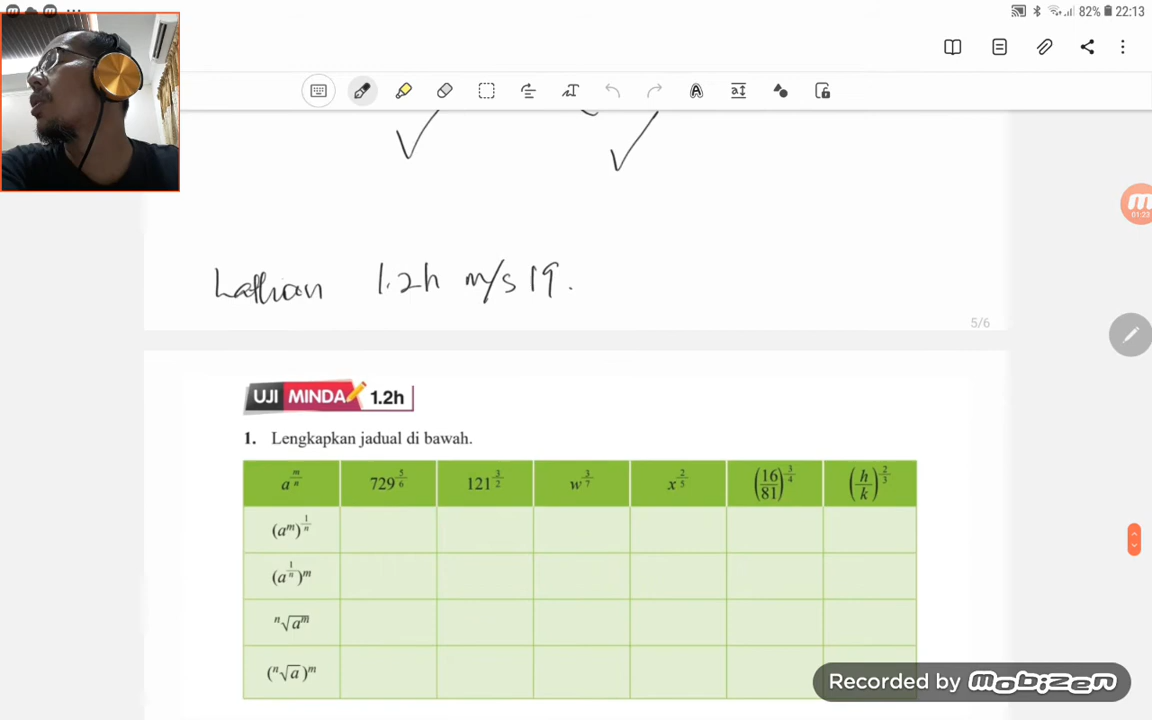 82% 22:13
01:23
Latihan 1.2h m/s 19.
5/6
UJI MINDA 1.2h
1. Lengkapkan jadual di bawah.
a^(m/n) 729^(5/6) 121^(3/2) w^(3/7) x^(2/5) (16/81)^(3/4) (h/k)^(2/3)
(a^m)^(1/n)
(a^(1/n))^m
ⁿ√a^m
(ⁿ√a)^m
Recorded by mobizen